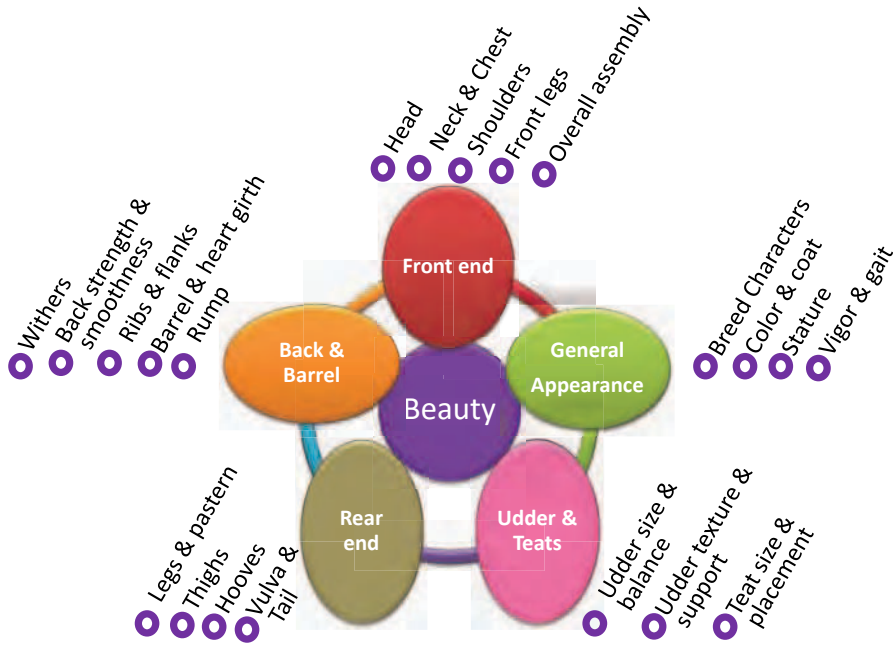 Head
Neck & Chest
Shoulders
Front legs
Overall assembly
Front end
Withers
Back strength &
smoothness
Ribs & flanks
Barrel & heart girth
Rump
Back &
Barrel
General
Appearance
Breed Characters
Color & coat
Stature
Vigor & gait
Beauty
Legs & pastern
Thighs
Hooves
Vulva &
Tail
Rear
end
Udder &
Teats
Udder size &
balance
Udder texture &
support
Teat size &
placement